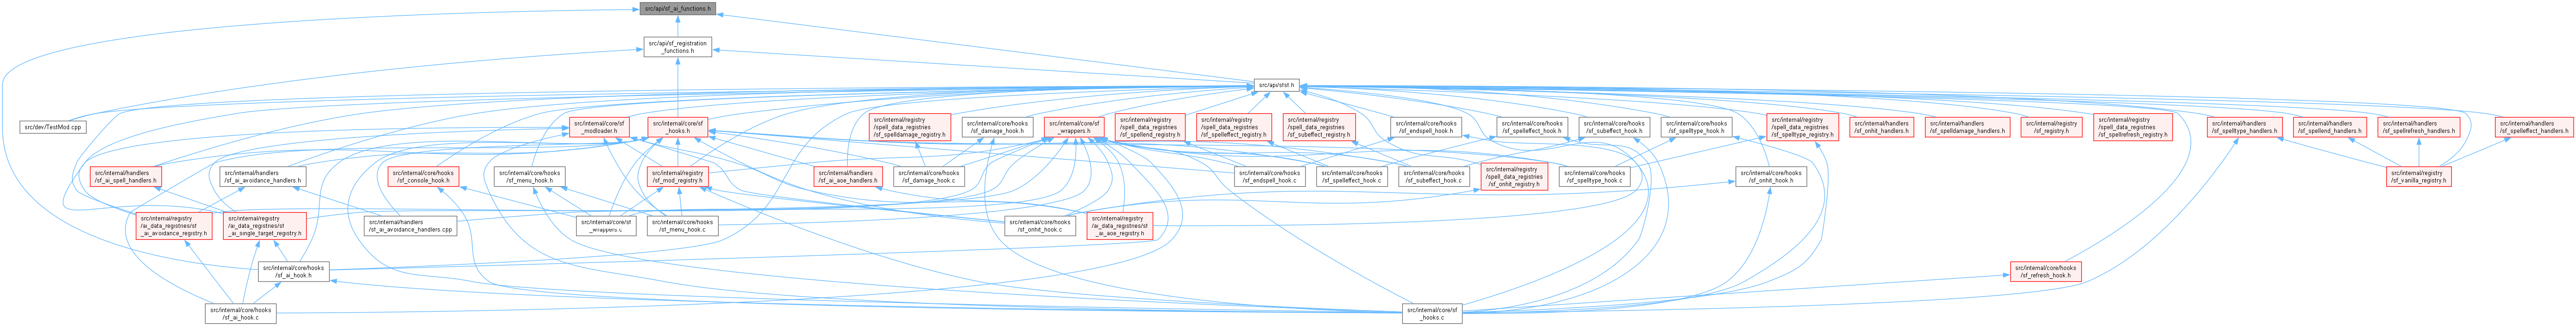 src/api/sf_ai_functions.h
src/api/sf_registration
_functions.h
src/api/sfsf.h
src/dev/TestMod.cpp
src/internal/core/sf
_modloader.h
src/internal/core/sf
_hooks.h
src/internal/registry
/spell_data_registries
/sf_spelldamage_registry.h
src/internal/core/hooks
/sf_damage_hook.h
src/internal/core/sf
_wrappers.h
src/internal/registry
/spell_data_registries
/sf_spellend_registry.h
src/internal/registry
/spell_data_registries
/sf_spelleffect_registry.h
src/internal/registry
/spell_data_registries
/sf_subeffect_registry.h
src/internal/core/hooks
/sf_endspell_hook.h
src/internal/core/hooks
/sf_spelleffect_hook.h
src/internal/core/hooks
/sf_subeffect_hook.h
src/internal/core/hooks
/sf_spelltype_hook.h
src/internal/registry
/spell_data_registries
/sf_spelltype_registry.h
src/internal/handlers
/sf_onhit_handlers.h
src/internal/handlers
/sf_spelldamage_handlers.h
src/internal/registry
/sf_registry.h
src/internal/registry
/spell_data_registries
/sf_spellrefresh_registry.h
src/internal/handlers
/sf_spelltype_handlers.h
src/internal/handlers
/sf_spellend_handlers.h
src/internal/handlers
/sf_spellrefresh_handlers.h
src/internal/handlers
/sf_spelleffect_handlers.h
src/internal/handlers
/sf_ai_spell_handlers.h
src/internal/handlers
/sf_ai_avoidance_handlers.h
src/internal/core/hooks
/sf_console_hook.h
src/internal/core/hooks
/sf_menu_hook.h
src/internal/registry
/sf_mod_registry.h
src/internal/handlers
/sf_ai_aoe_handlers.h
src/internal/core/hooks
/sf_damage_hook.c
src/internal/core/hooks
/sf_endspell_hook.c
src/internal/core/hooks
/sf_spelleffect_hook.c
src/internal/core/hooks
/sf_subeffect_hook.c
src/internal/registry
/spell_data_registries
/sf_onhit_registry.h
src/internal/core/hooks
/sf_spelltype_hook.c
src/internal/core/hooks
/sf_onhit_hook.h
src/internal/registry
/sf_vanilla_registry.h
src/internal/registry
/ai_data_registries/sf
_ai_avoidance_registry.h
src/internal/registry
/ai_data_registries/sf
_ai_single_target_registry.h
src/internal/handlers
/sf_ai_avoidance_handlers.cpp
src/internal/core/sf
_wrappers.c
src/internal/core/hooks
/sf_menu_hook.c
src/internal/core/hooks
/sf_onhit_hook.c
src/internal/registry
/ai_data_registries/sf
_ai_aoe_registry.h
src/internal/core/hooks
/sf_ai_hook.h
src/internal/core/hooks
/sf_refresh_hook.h
src/internal/core/hooks
/sf_ai_hook.c
src/internal/core/sf
_hooks.c